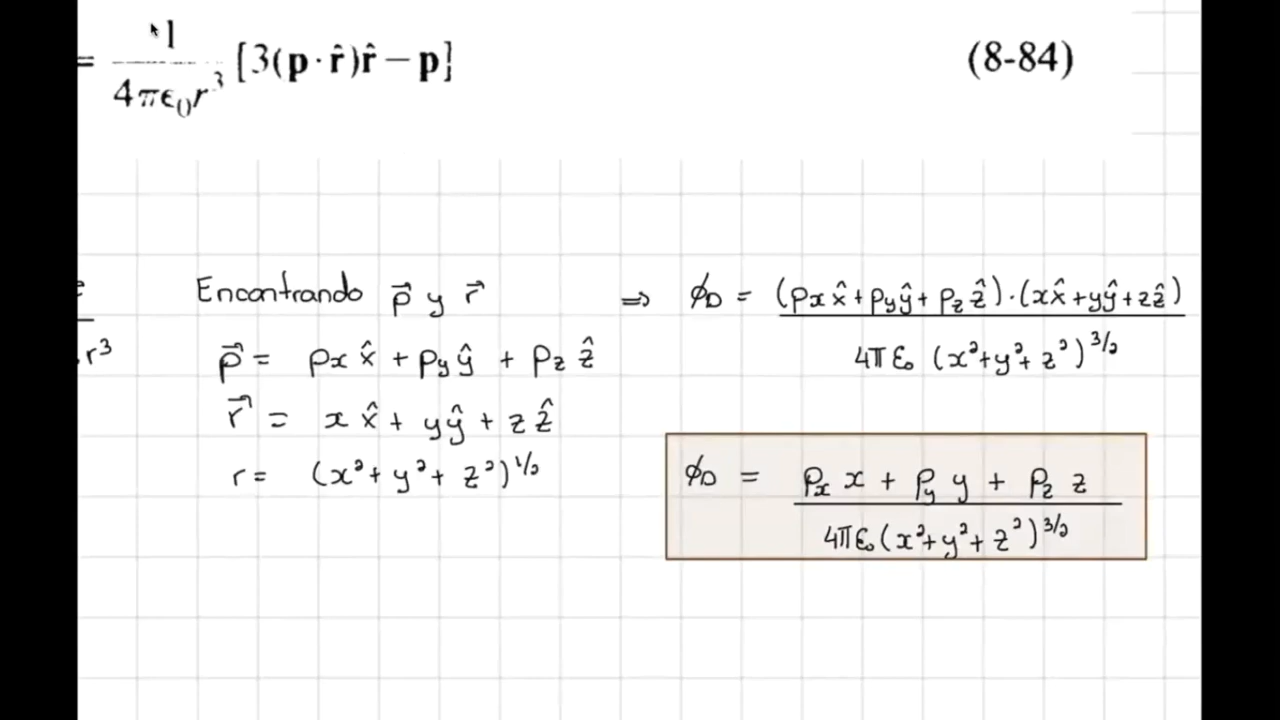 = 1 / 4πϵ₀r³ [3(p · r̂)r̂ − p] (8-84)
Encontrando p⃗ y r⃗
p⃗ = px x̂ + py ŷ + pz ẑ
r⃗ = x x̂ + y ŷ + z ẑ
r = (x² + y² + z²)^1/2
r³
⇒ ϕD = (px x̂ + py ŷ + pz ẑ) · (x x̂ + y ŷ + z ẑ) / 4πε₀ (x² + y² + z²)^3/2
ϕD = px x + py y + pz z / 4πε₀ (x² + y² + z²)^3/2